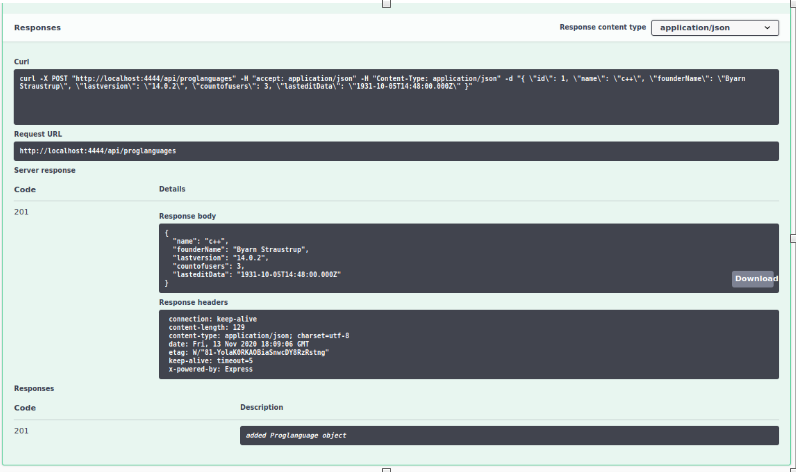 Responses
Response content type
application/json
Curl
curl -X POST "http://localhost:4444/api/proglanguages" -H "accept: application/json" -H "Content-Type: application/json" -d "{ \"id\": 1, \"name\": \"c++\", \"founderName\": \"Byarn
Straustrup\", \"lastversion\": \"14.0.2\", \"countofusers\": 3, \"lasteditData\": \"1931-10-05T14:48:00.000Z\" }"
Request URL
http://localhost:4444/api/proglanguages
Server response
Code
Details
201
Response body
{
"name": "c++",
"founderName": "Byarn Straustrup",
"lastversion": "14.0.2",
"countofusers": 3,
"lasteditData": "1931-10-05T14:48:00.000Z"
}
Download
Response headers
connection: keep-alive
content-length: 129
content-type: application/json; charset=utf-8
date: Fri, 13 Nov 2020 18:09:06 GMT
etag:
keep-alive: timeout=5
x-powered-by: Express
Responses
Code
Description
201
added Proglanguage object